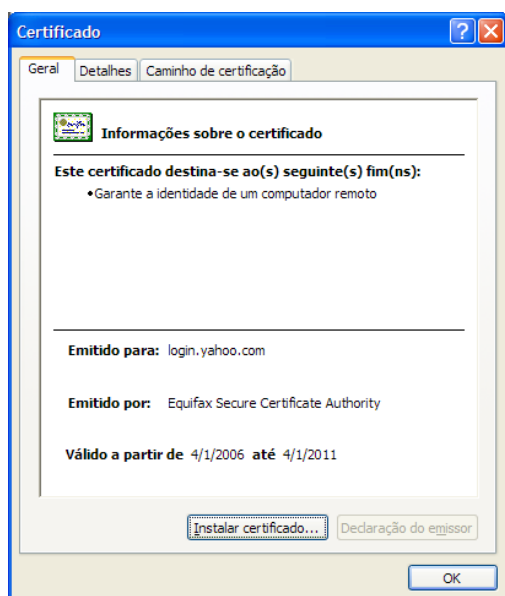 Certificado
Geral Detalhes Caminho de certificação
Informações sobre o certificado
Este certificado destina-se ao(s) seguinte(s) fim(ns):
•Garante a identidade de um computador remoto
Emitido para: login.yahoo.com
Emitido por: Equifax Secure Certificate Authority
Válido a partir de 4/1/2006 até 4/1/2011
Instalar certificado... Declaração do emissor
OK